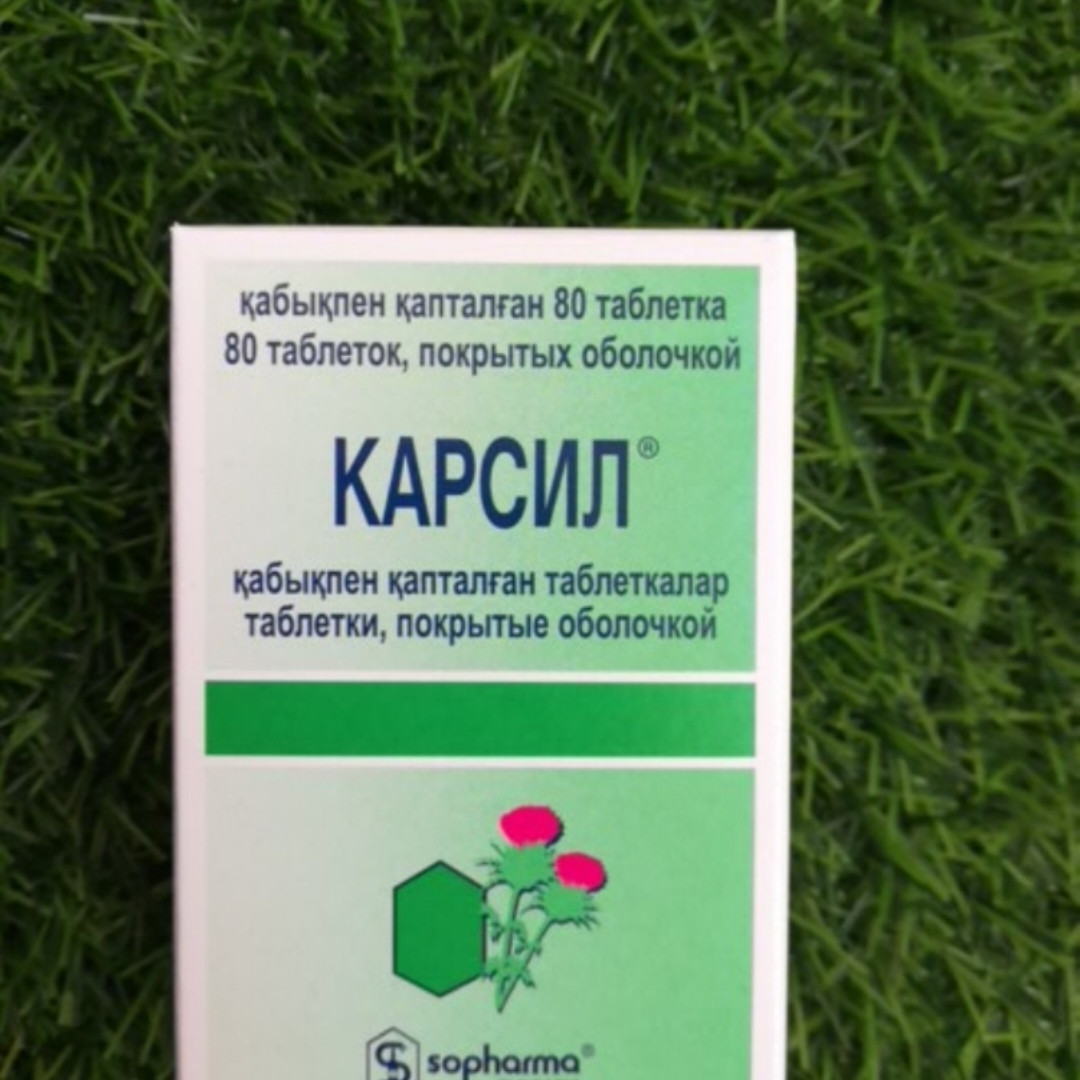 қабықпен қапталған 80 таблетка
80 таблеток, покрытых оболочкой
КАРСИЛ®
қабықпен қапталған таблеткалар
таблетки, покрытые оболочкой
sopharma®